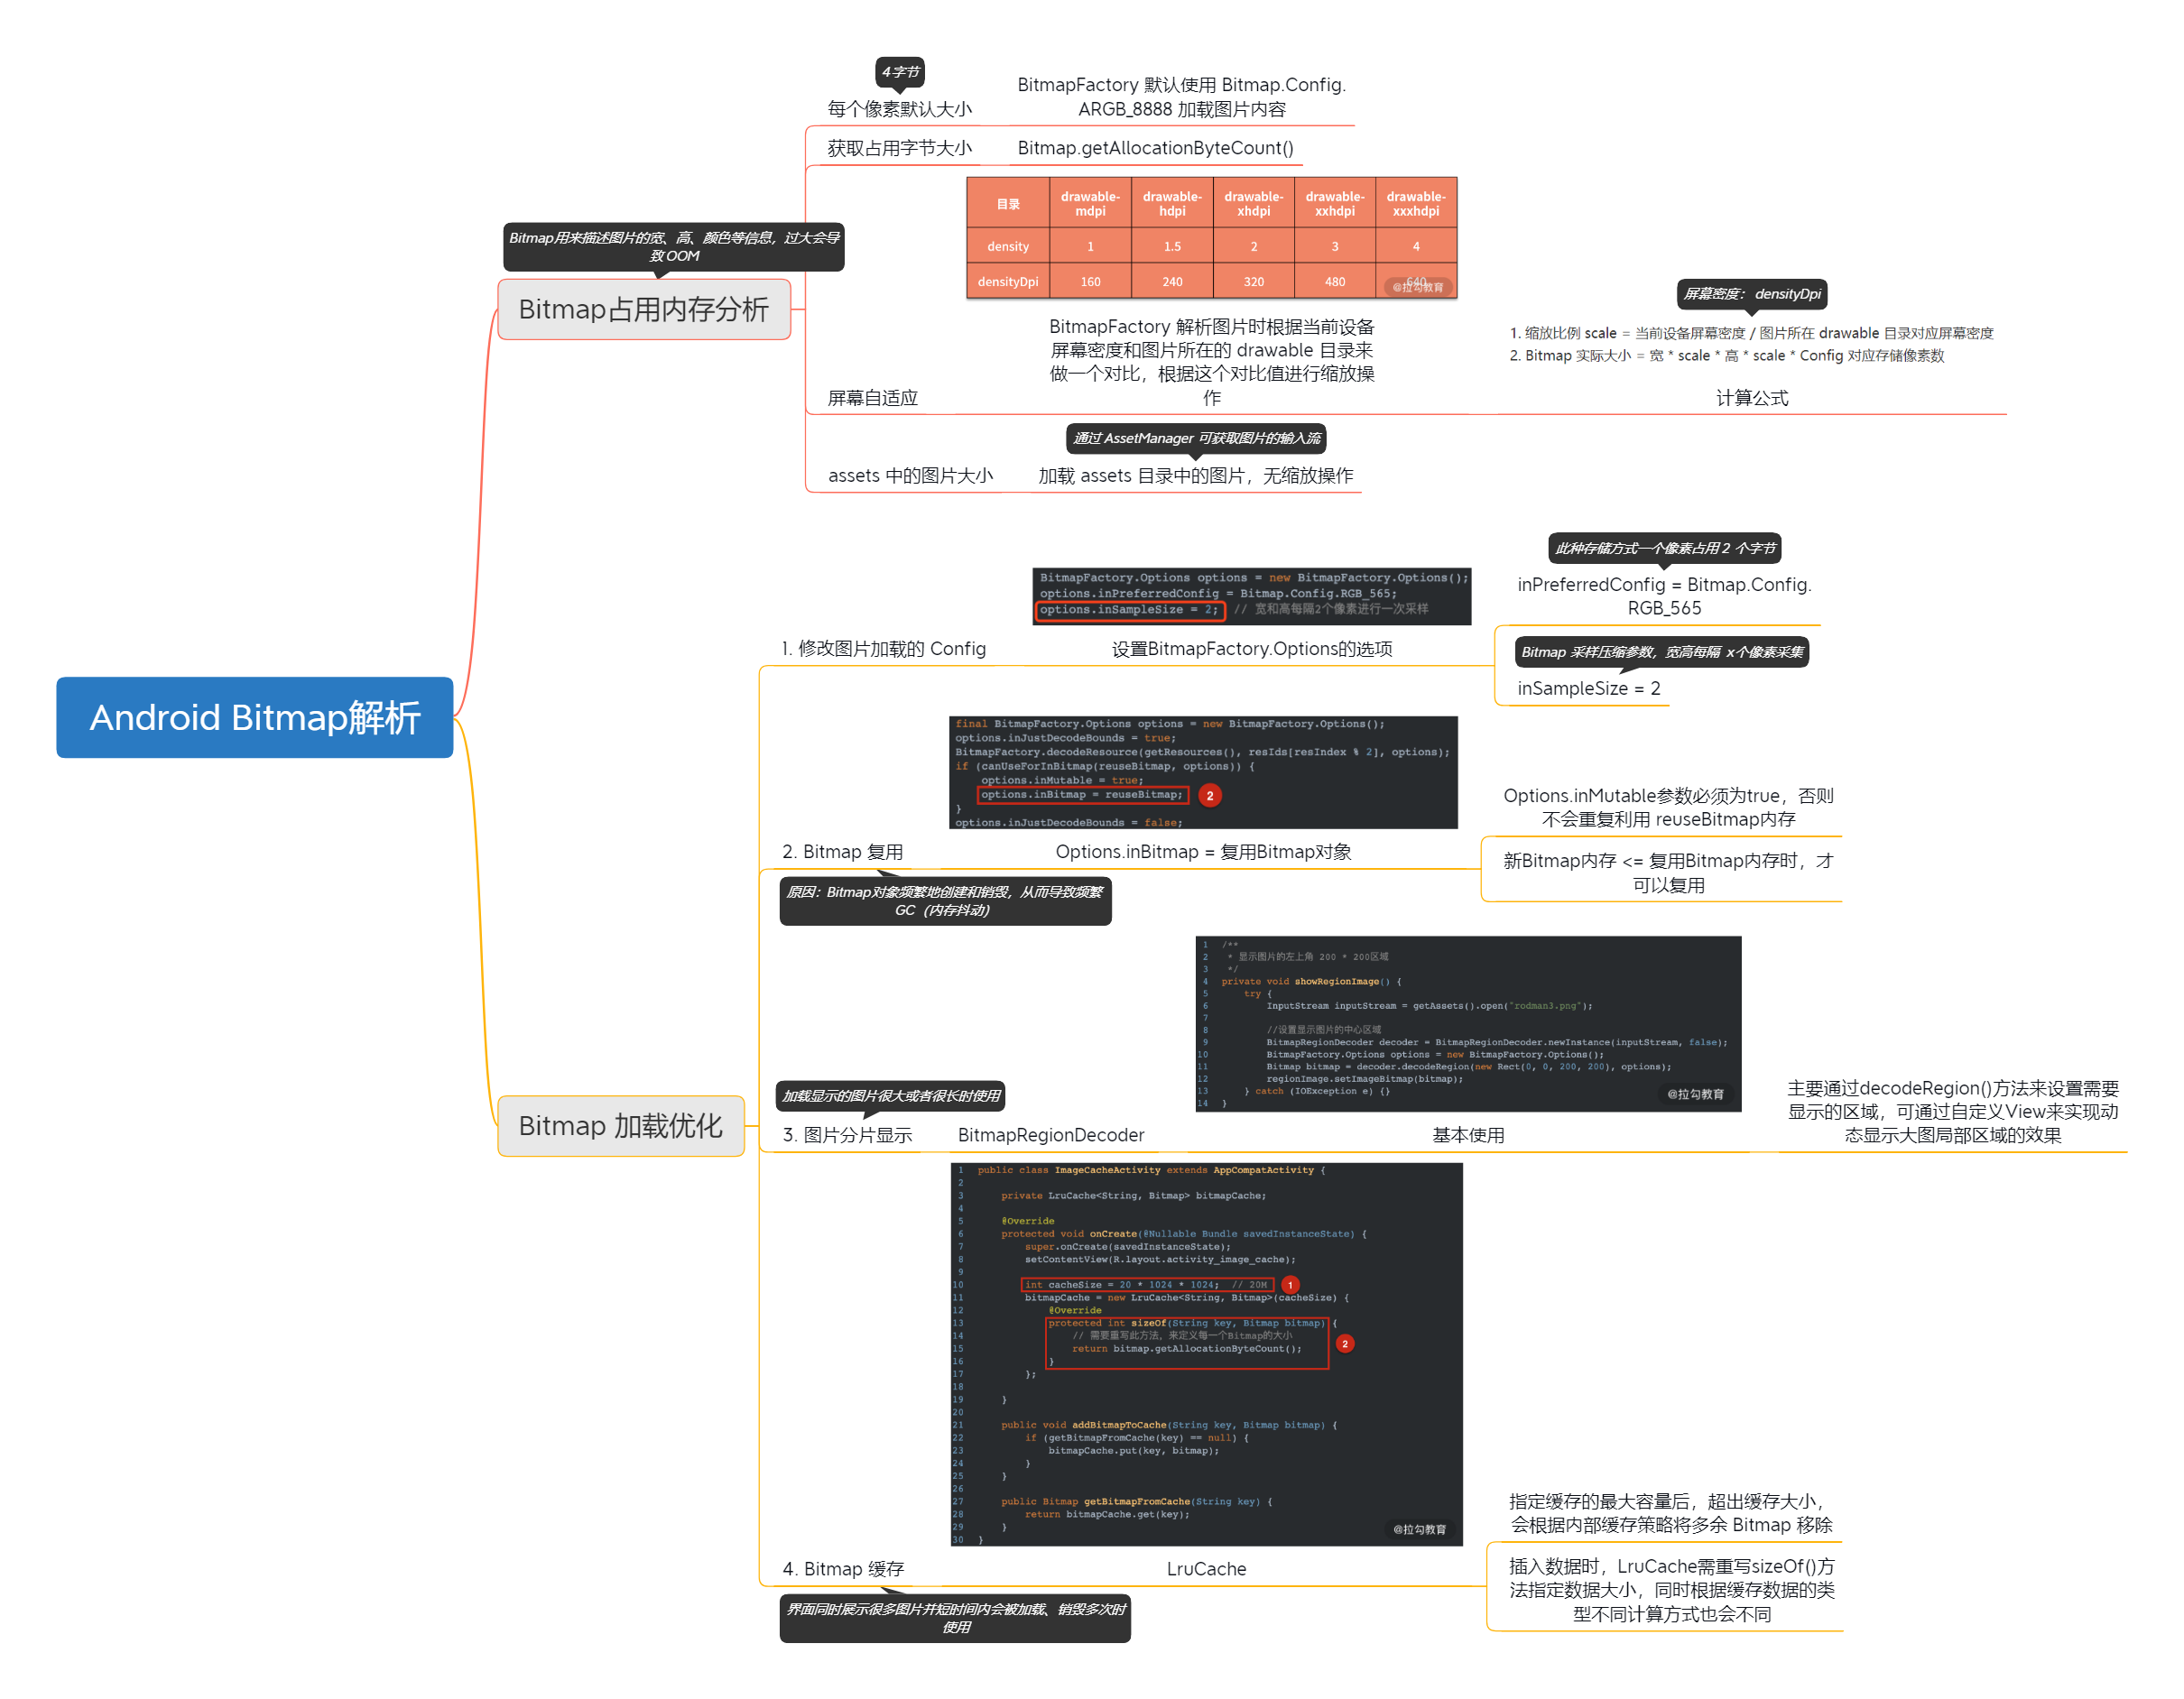 Android Bitmap解析
Bitmap用来描述图片的宽、高、颜色等信息，过大会导
致 OOM
Bitmap占用内存分析
4字节
每个像素默认大小
BitmapFactory 默认使用 Bitmap.Config.
ARGB_8888 加载图片内容
获取占用字节大小
Bitmap.getAllocationByteCount()
目录 drawable-mdpi drawable-hdpi drawable-xhdpi drawable-xxhdpi drawable-xxxhdpi
density 1 1.5 2 3 4
densityDpi 160 240 320 480 640
@拉勾教育
BitmapFactory 解析图片时根据当前设备
屏幕密度和图片所在的 drawable 目录来
做一个对比，根据这个对比值进行缩放操
作
屏幕自适应
屏幕密度： densityDpi
1. 缩放比例 scale = 当前设备屏幕密度 / 图片所在 drawable 目录对应屏幕密度
2. Bitmap 实际大小 = 宽 * scale * 高 * scale * Config 对应存储像素数
计算公式
assets 中的图片大小
通过 AssetManager 可获取图片的输入流
加载 assets 目录中的图片，无缩放操作
Bitmap 加载优化
1. 修改图片加载的 Config
BitmapFactory.Options options = new BitmapFactory.Options();
options.inPreferredConfig = Bitmap.Config.RGB_565;
options.inSampleSize = 2; // 宽和高每隔2个像素进行一次采样
设置BitmapFactory.Options的选项
此种存储方式一个像素占用 2 个字节
inPreferredConfig = Bitmap.Config.
RGB_565
Bitmap 采样压缩参数，宽高每隔 x个像素采集
inSampleSize = 2
final BitmapFactory.Options options = new BitmapFactory.Options();
options.inJustDecodeBounds = true;
BitmapFactory.decodeResource(getResources(), resIds[resIndex % 2], options);
if (canUseForInBitmap(reuseBitmap, options)) {
options.inMutable = true;
options.inBitmap = reuseBitmap; 2
}
options.inJustDecodeBounds = false;
2. Bitmap 复用
Options.inBitmap = 复用Bitmap对象
原因：Bitmap对象频繁地创建和销毁，从而导致频繁
GC（内存抖动）
Options.inMutable参数必须为true，否则
不会重复利用 reuseBitmap内存
新Bitmap内存 <= 复用Bitmap内存时，才
可以复用
加载显示的图片很大或者很长时使用
3. 图片分片显示
BitmapRegionDecoder
1 /**
2 * 显示图片的左上角 200 * 200区域
3 */
4 private void showRegionImage() {
5 try {
6 InputStream inputStream = getAssets().open("rodman3.png");
7
8 //设置显示图片的中心区域
9 BitmapRegionDecoder decoder = BitmapRegionDecoder.newInstance(inputStream, false);
10 BitmapFactory.Options options = new BitmapFactory.Options();
11 Bitmap bitmap = decoder.decodeRegion(new Rect(0, 0, 200, 200), options);
12 regionImage.setImageBitmap(bitmap);
13 } catch (IOException e) {}
14 }
@拉勾教育
基本使用
主要通过decodeRegion()方法来设置需要
显示的区域，可通过自定义View来实现动
态显示大图局部区域的效果
1 public class ImageCacheActivity extends AppCompatActivity {
2
3 private LruCache<String, Bitmap> bitmapCache;
4
5 @Override
6 protected void onCreate(@Nullable Bundle savedInstanceState) {
7 super.onCreate(savedInstanceState);
8 setContentView(R.layout.activity_image_cache);
9
10 int cacheSize = 20 * 1024 * 1024; // 20M 1
11 bitmapCache = new LruCache<String, Bitmap>(cacheSize) {
12 @Override
13 protected int sizeOf(String key, Bitmap bitmap) {
14 // 需要重写此方法，来定义每一个Bitmap的大小 2
15 return bitmap.getAllocationByteCount();
16 }
17 };
18
19 }
20
21 public void addBitmapToCache(String key, Bitmap bitmap) {
22 if (getBitmapFromCache(key) == null) {
23 bitmapCache.put(key, bitmap);
24 }
25 }
26
27 public Bitmap getBitmapFromCache(String key) {
28 return bitmapCache.get(key);
29 }
30 }
@拉勾教育
4. Bitmap 缓存
LruCache
界面同时展示很多图片并短时间内会被加载、销毁多次时
使用
指定缓存的最大容量后，超出缓存大小，
会根据内部缓存策略将多余 Bitmap 移除
插入数据时，LruCache需重写sizeOf()方
法指定数据大小，同时根据缓存数据的类
型不同计算方式也会不同